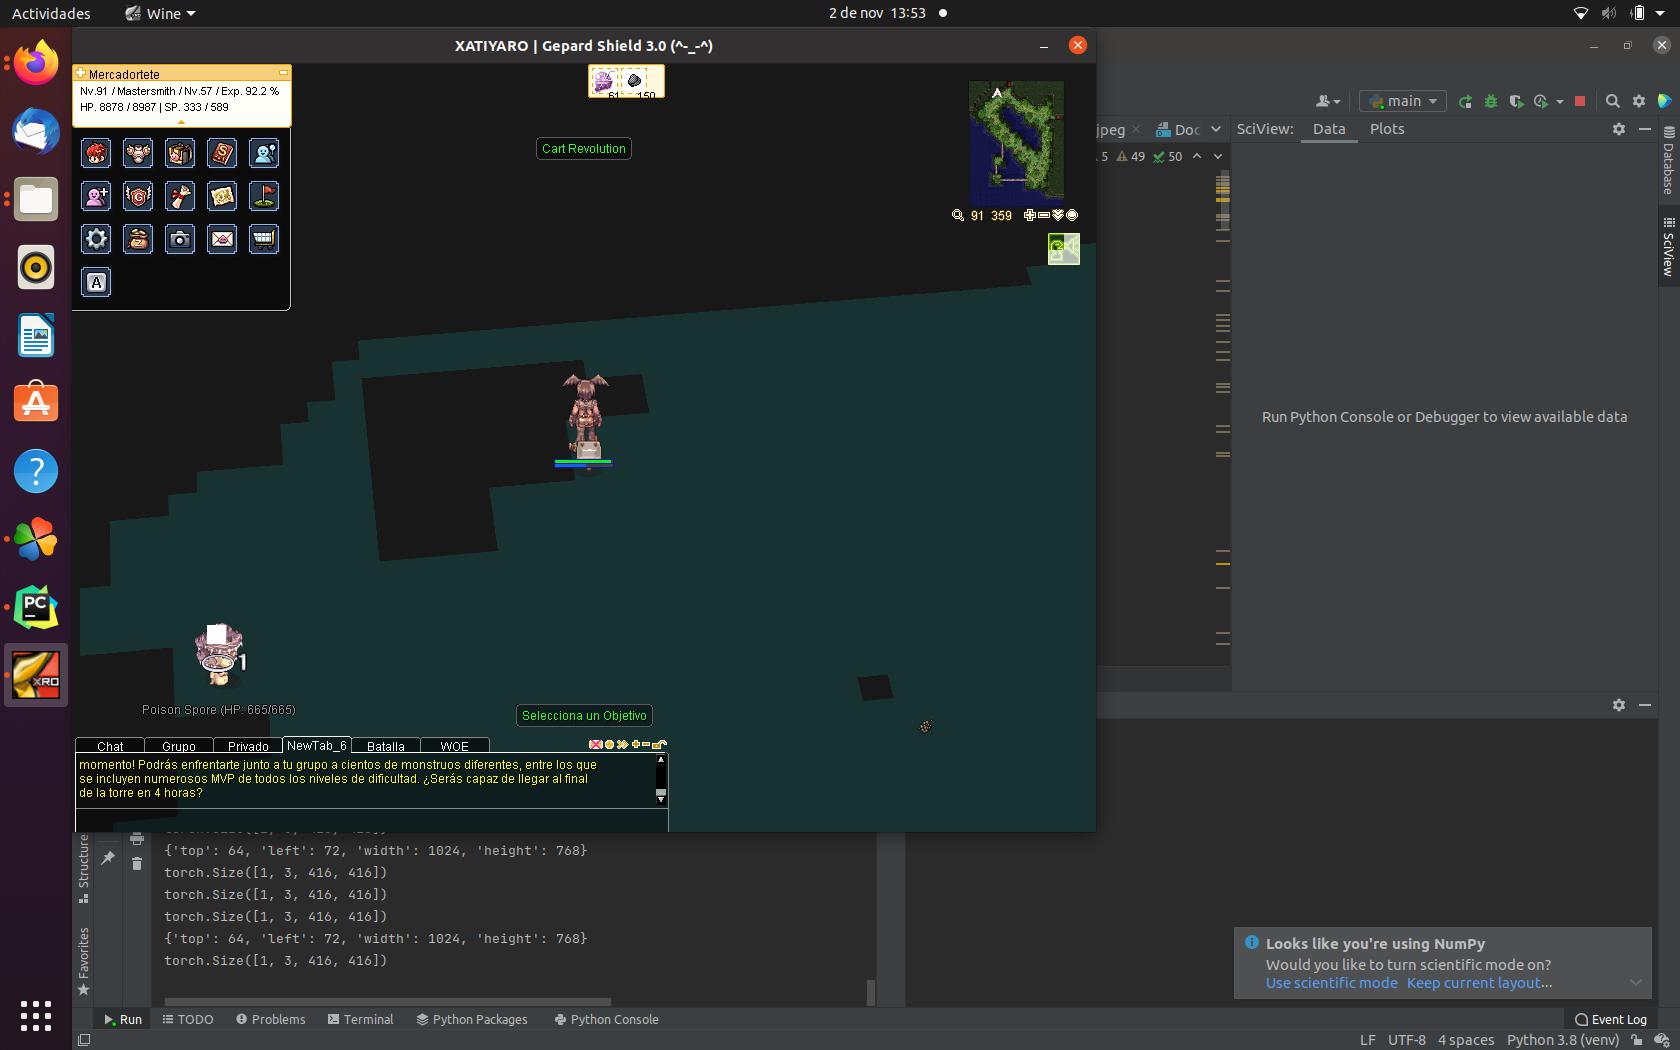 Actividades
Wine
2 de nov 13:53
XATIYARO | Gepard Shield 3.0 (^-_-^)
Mercadortete
Nv.91 / Mastersmith / Nv.57 / Exp. 92.2 %
HP. 8878 / 8987 | SP. 333 / 589
61 150
Cart Revolution
91 359
A
main
jpeg
Doc
SciView:
Data
Plots
5 49 50
Database
SciView
Run Python Console or Debugger to view available data
1
Poison Spore (HP: 665/665)
Selecciona un Objetivo
Chat
Grupo
Privado
NewTab_6
Batalla
WOE
momento! Podrás enfrentarte junto a tu grupo a cientos de monstruos diferentes, entre los que
se incluyen numerosos MVP de todos los niveles de dificultad. ¿Serás capaz de llegar al final
de la torre en 4 horas?
PC
XRO
Structure
Favorites
{'top': 64, 'left': 72, 'width': 1024, 'height': 768}
torch.Size([1, 3, 416, 416])
torch.Size([1, 3, 416, 416])
torch.Size([1, 3, 416, 416])
{'top': 64, 'left': 72, 'width': 1024, 'height': 768}
torch.Size([1, 3, 416, 416])
Looks like you're using NumPy
Would you like to turn scientific mode on?
Use scientific mode Keep current layout...
Run
TODO
Problems
Terminal
Python Packages
Python Console
Event Log
LF UTF-8 4 spaces Python 3.8 (venv)